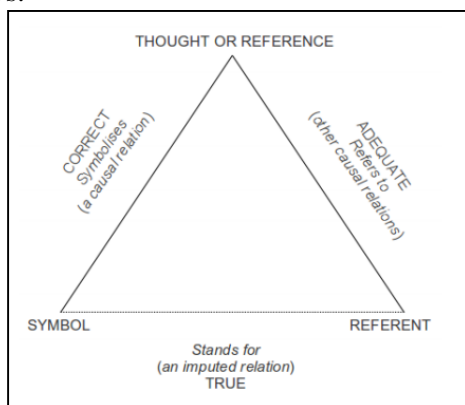 THOUGHT OR REFERENCE
CORRECT
Symbolises
(a causal relation)
ADEQUATE
Refers to
(other causal relations)
SYMBOL
REFERENT
Stands for
(an imputed relation)
TRUE